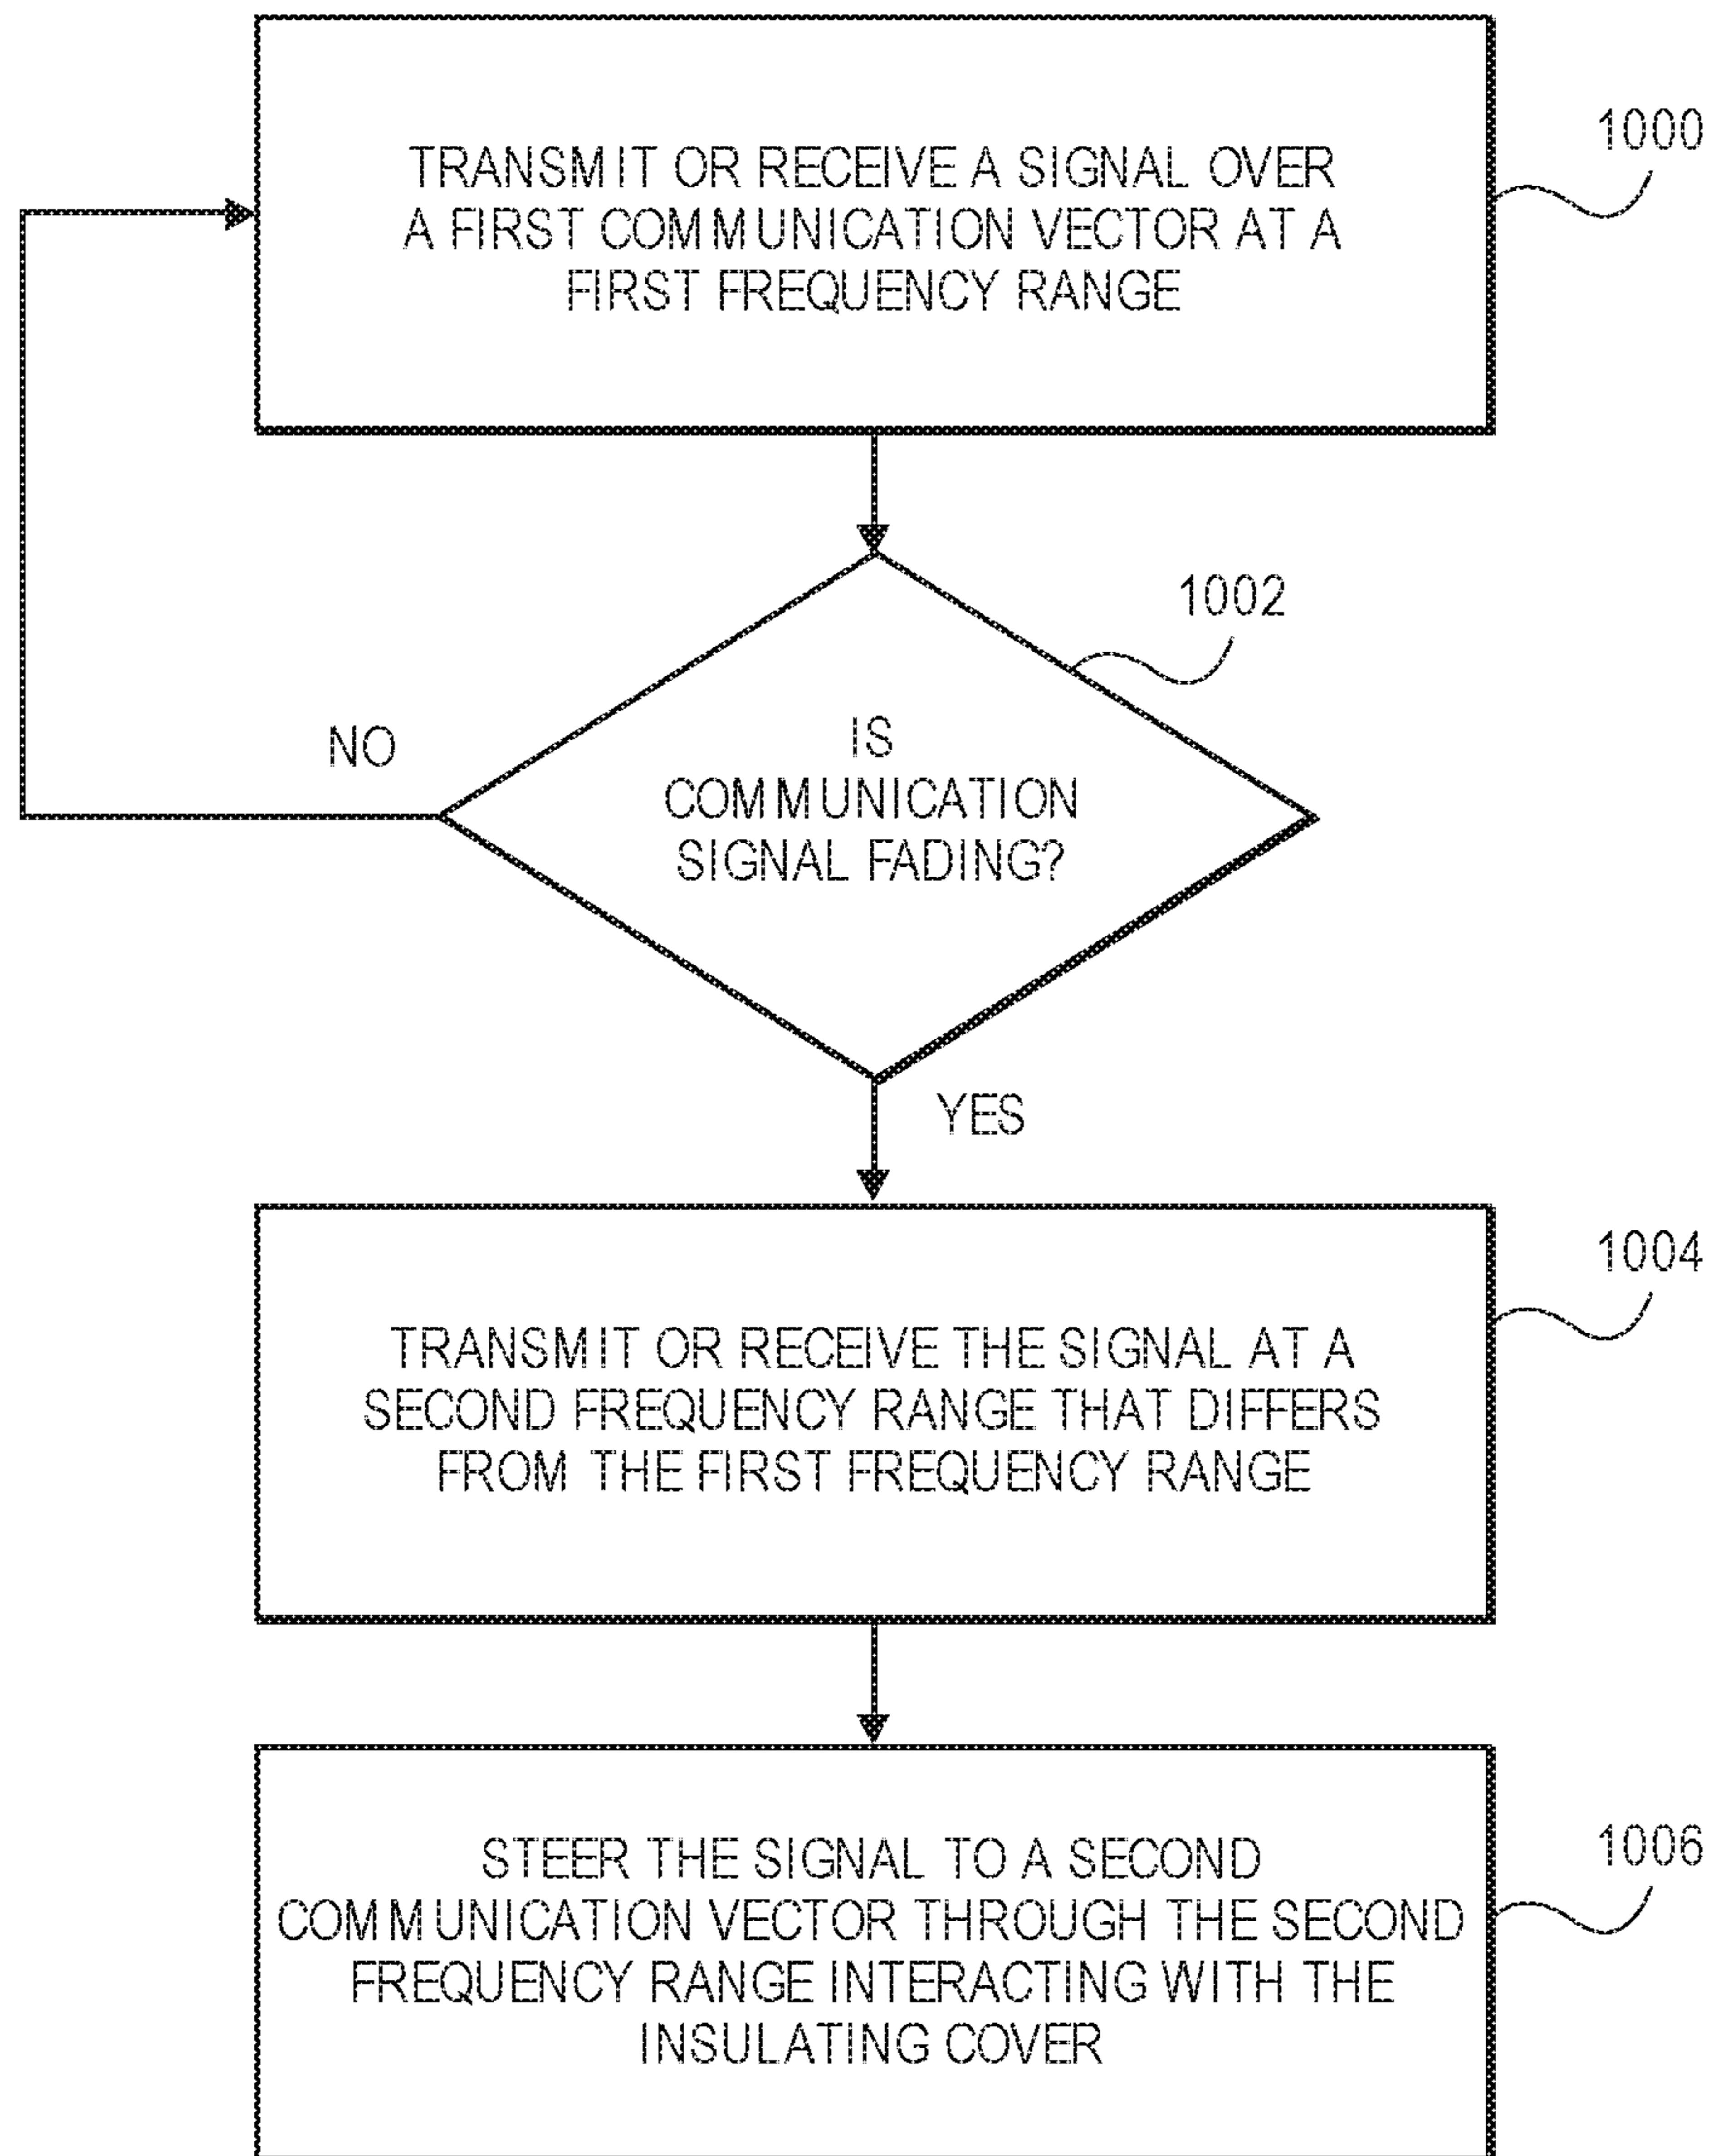 TRANSMIT OR RECEIVE A SIGNAL OVER
A FIRST COMMUNICATION VECTOR AT A
FIRST FREQUENCY RANGE
1000
1002
IS
COMMUNICATION
SIGNAL FADING?
NO
YES
TRANSMIT OR RECEIVE THE SIGNAL AT A
SECOND FREQUENCY RANGE THAT DIFFERS
FROM THE FIRST FREQUENCY RANGE
1004
STEER THE SIGNAL TO A SECOND
COMMUNICATION VECTOR THROUGH THE SECOND
FREQUENCY RANGE INTERACTING WITH THE
INSULATING COVER
1006